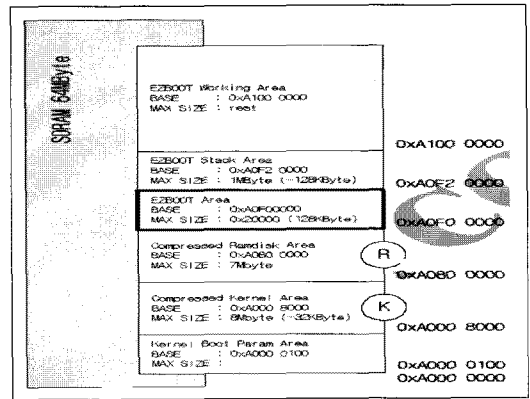 SDRAM 64MByte
EZBOOT Working Area
BASE : 0xA100 0000
MAX SIZE : rest
0xA100 0000
EZBOOT Stack Area
BASE : 0xA0F2 0000
MAX SIZE : 1MByte (-128KByte)
0xA0F2 0000
EZBOOT Area
BASE : 0xA0F00000
MAX SIZE : 0x20000 (128KByte)
0xA0F0 0000
Compressed Ramdisk Area
BASE : 0xA080 0000
MAX SIZE : 7Mbyte
R
0xA080 0000
Compressed Kernel Area
BASE : 0xA000 8000
MAX SIZE : 8Mbyte (-32KByte)
K
0xA000 8000
Kernel Boot Param Area
BASE : 0xA000 0100
MAX SIZE :
0xA000 0100
0xA000 0000